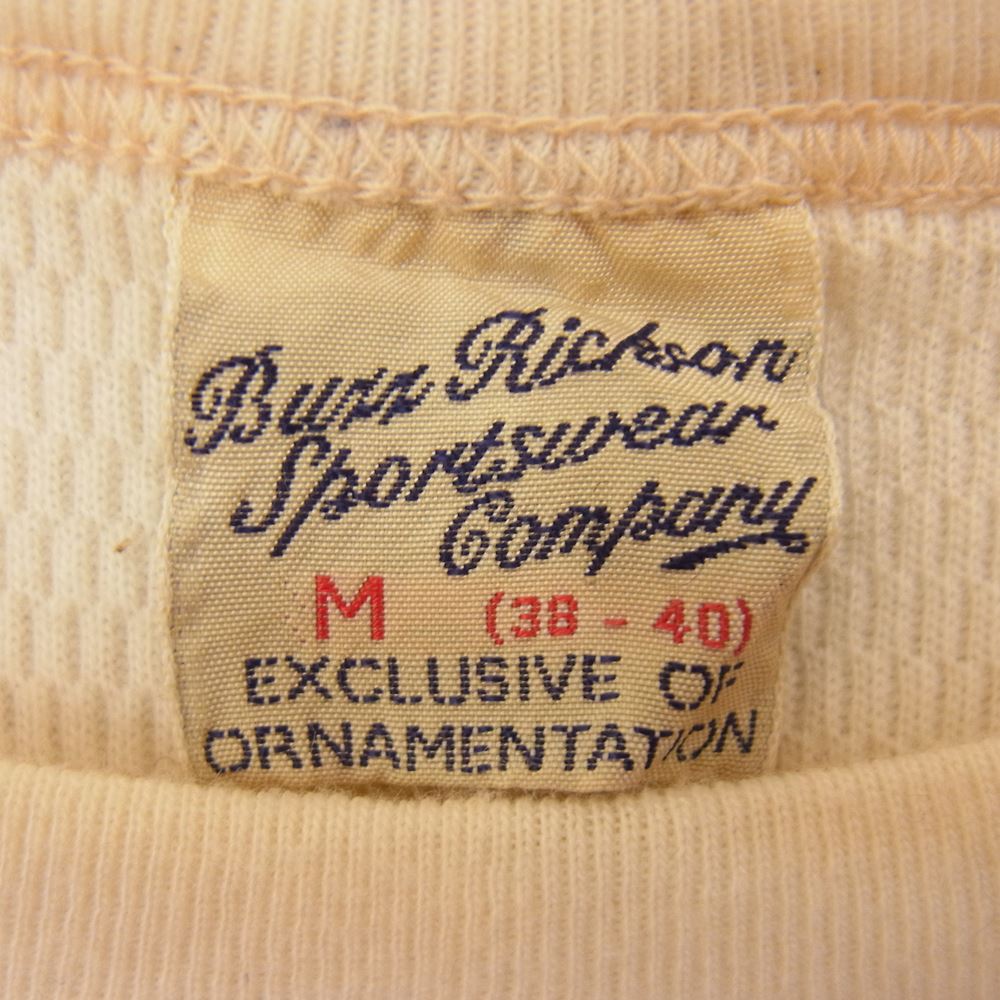 Buzz Rickson
Sportswear
Company
M (38 - 40)
EXCLUSIVE OF
ORNAMENTATION